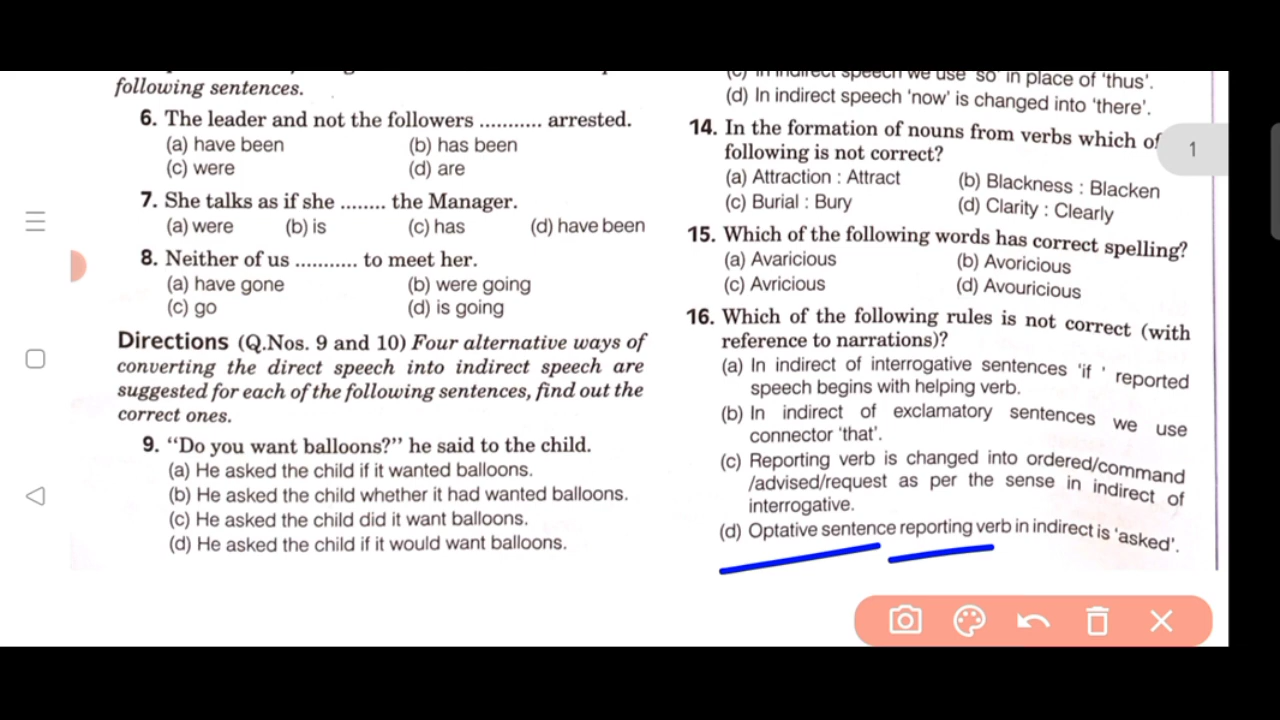 following sentences.
6. The leader and not the followers ........... arrested.
(a) have been (b) has been
(c) were (d) are
7. She talks as if she ........ the Manager.
(a) were (b) is (c) has (d) have been
8. Neither of us ........... to meet her.
(a) have gone (b) were going
(c) go (d) is going
Directions (Q.Nos. 9 and 10) Four alternative ways of
converting the direct speech into indirect speech are
suggested for each of the following sentences, find out the
correct ones.
9. “Do you want balloons?” he said to the child.
(a) He asked the child if it wanted balloons.
(b) He asked the child whether it had wanted balloons.
(c) He asked the child did it want balloons.
(d) He asked the child if it would want balloons.
(c) In indirect speech we use 'so' in place of 'thus'.
(d) In indirect speech 'now' is changed into 'there'.
14. In the formation of nouns from verbs which of
following is not correct?
(a) Attraction : Attract (b) Blackness : Blacken
(c) Burial : Bury (d) Clarity : Clearly
15. Which of the following words has correct spelling?
(a) Avaricious (b) Avoricious
(c) Avricious (d) Avouricious
16. Which of the following rules is not correct (with
reference to narrations)?
(a) In indirect of interrogative sentences 'if ' reported
speech begins with helping verb.
(b) In indirect of exclamatory sentences we use
connector 'that'.
(c) Reporting verb is changed into ordered/command
/advised/request as per the sense in indirect of
interrogative.
(d) Optative sentence reporting verb in indirect is 'asked'.
1